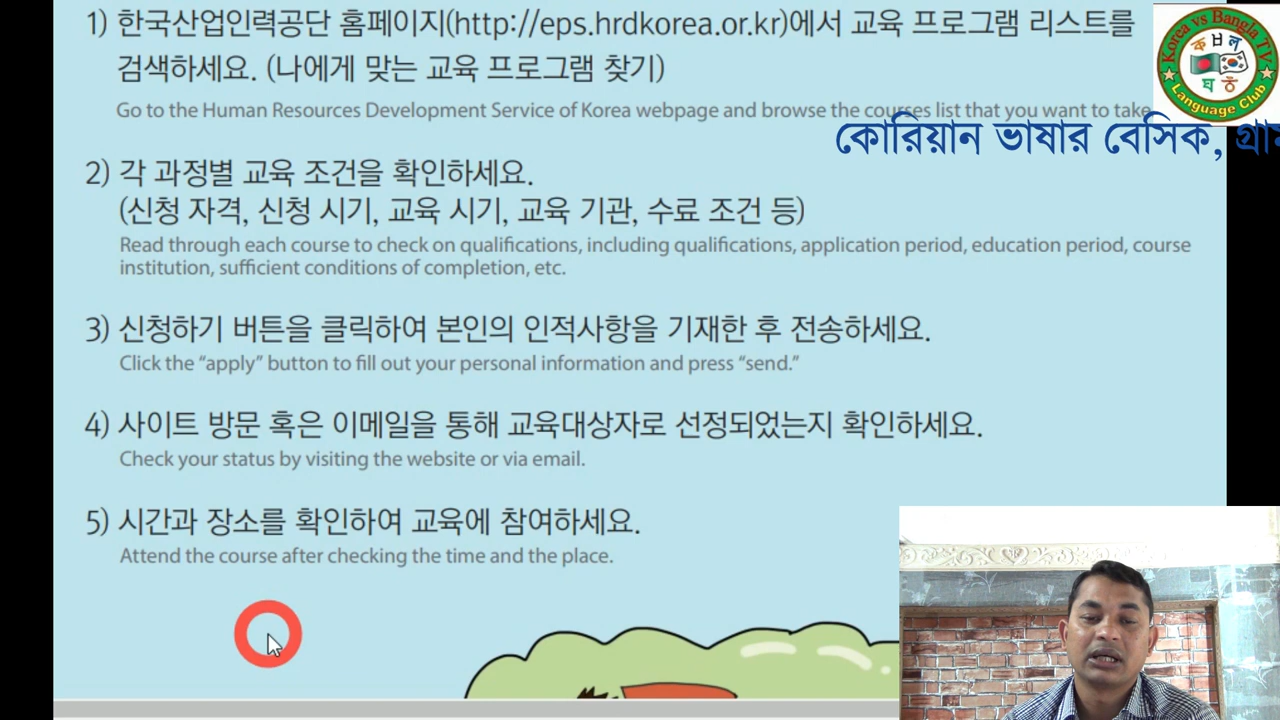 1) 한국산업인력공단 홈페이지(http://eps.hrdkorea.or.kr)에서 교육 프로그램 리스트를
검색하세요. (나에게 맞는 교육 프로그램 찾기)
Go to the Human Resources Development Service of Korea webpage and browse the courses list that you want to take
কোরিয়ান ভাষার বেসিক,
2) 각 과정별 교육 조건을 확인하세요.
(신청 자격, 신청 시기, 교육 시기, 교육 기관, 수료 조건 등)
Read through each course to check on qualifications, including qualifications, application period, education period, course
institution, sufficient conditions of completion, etc.
3) 신청하기 버튼을 클릭하여 본인의 인적사항을 기재한 후 전송하세요.
Click the “apply” button to fill out your personal information and press “send.”
4) 사이트 방문 혹은 이메일을 통해 교육대상자로 선정되었는지 확인하세요.
Check your status by visiting the website or via email.
5) 시간과 장소를 확인하여 교육에 참여하세요.
Attend the course after checking the time and the place.
Korea vs Bangla TV
Language Club